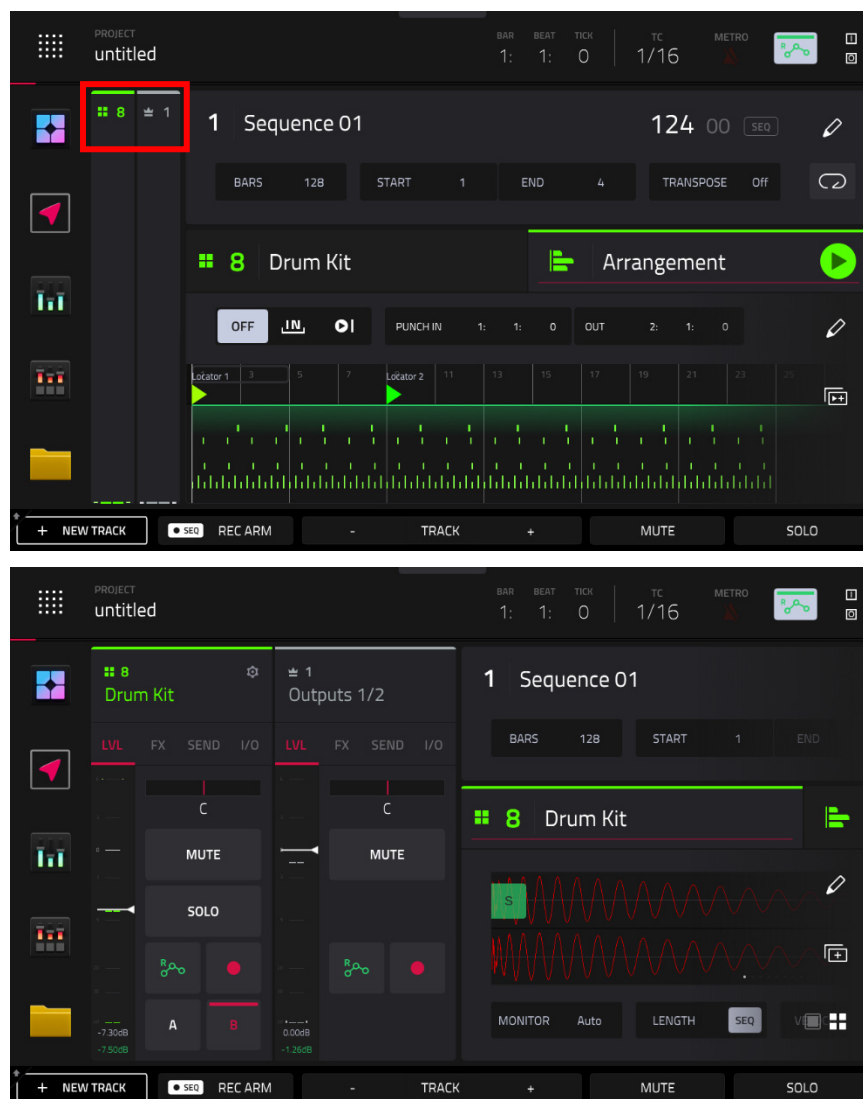 PROJECT
untitled
BAR BEAT TICK TC METRO
1: 1: 0 1/16
8 1
1 Sequence 01 124 00 SEQ
BARS 128 START 1 END 4 TRANSPOSE Off
8 Drum Kit Arrangement
OFF IN PUNCH IN 1: 1: 0 OUT 2: 1: 0
Locator 1 3 5 7 Locator 2 11 13 15 17 19 21 23 25
+ NEW TRACK SEQ REC ARM - TRACK + MUTE SOLO
PROJECT
untitled
BAR BEAT TICK TC METRO
1: 1: 0 1/16
8 1
Drum Kit Outputs 1/2 1 Sequence 01
LVL FX SEND I/O LVL FX SEND I/O BARS 128 START 1 END
C C
8 Drum Kit
MUTE MUTE
S
SOLO
R R
A B
MONITOR Auto LENGTH SEQ
-7.30dB 0.00dB
-7.50dB -1.26dB
+ NEW TRACK SEQ REC ARM - TRACK + MUTE SOLO